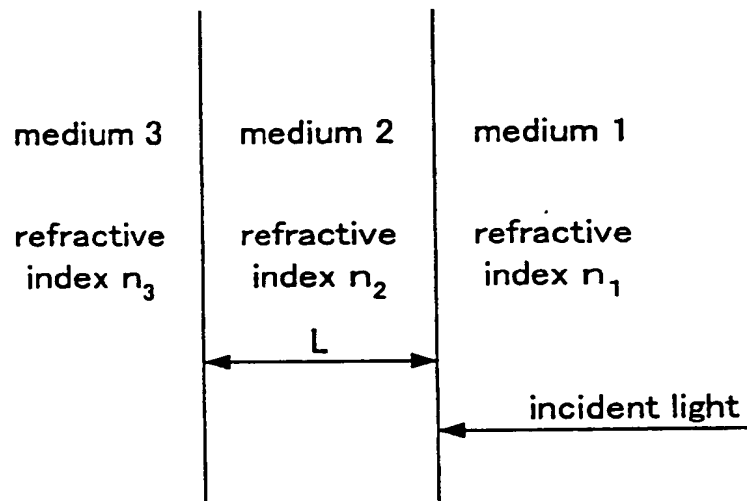 medium 3 medium 2 medium 1
refractive index n₃
refractive index n₂
refractive index n₁
L
incident light